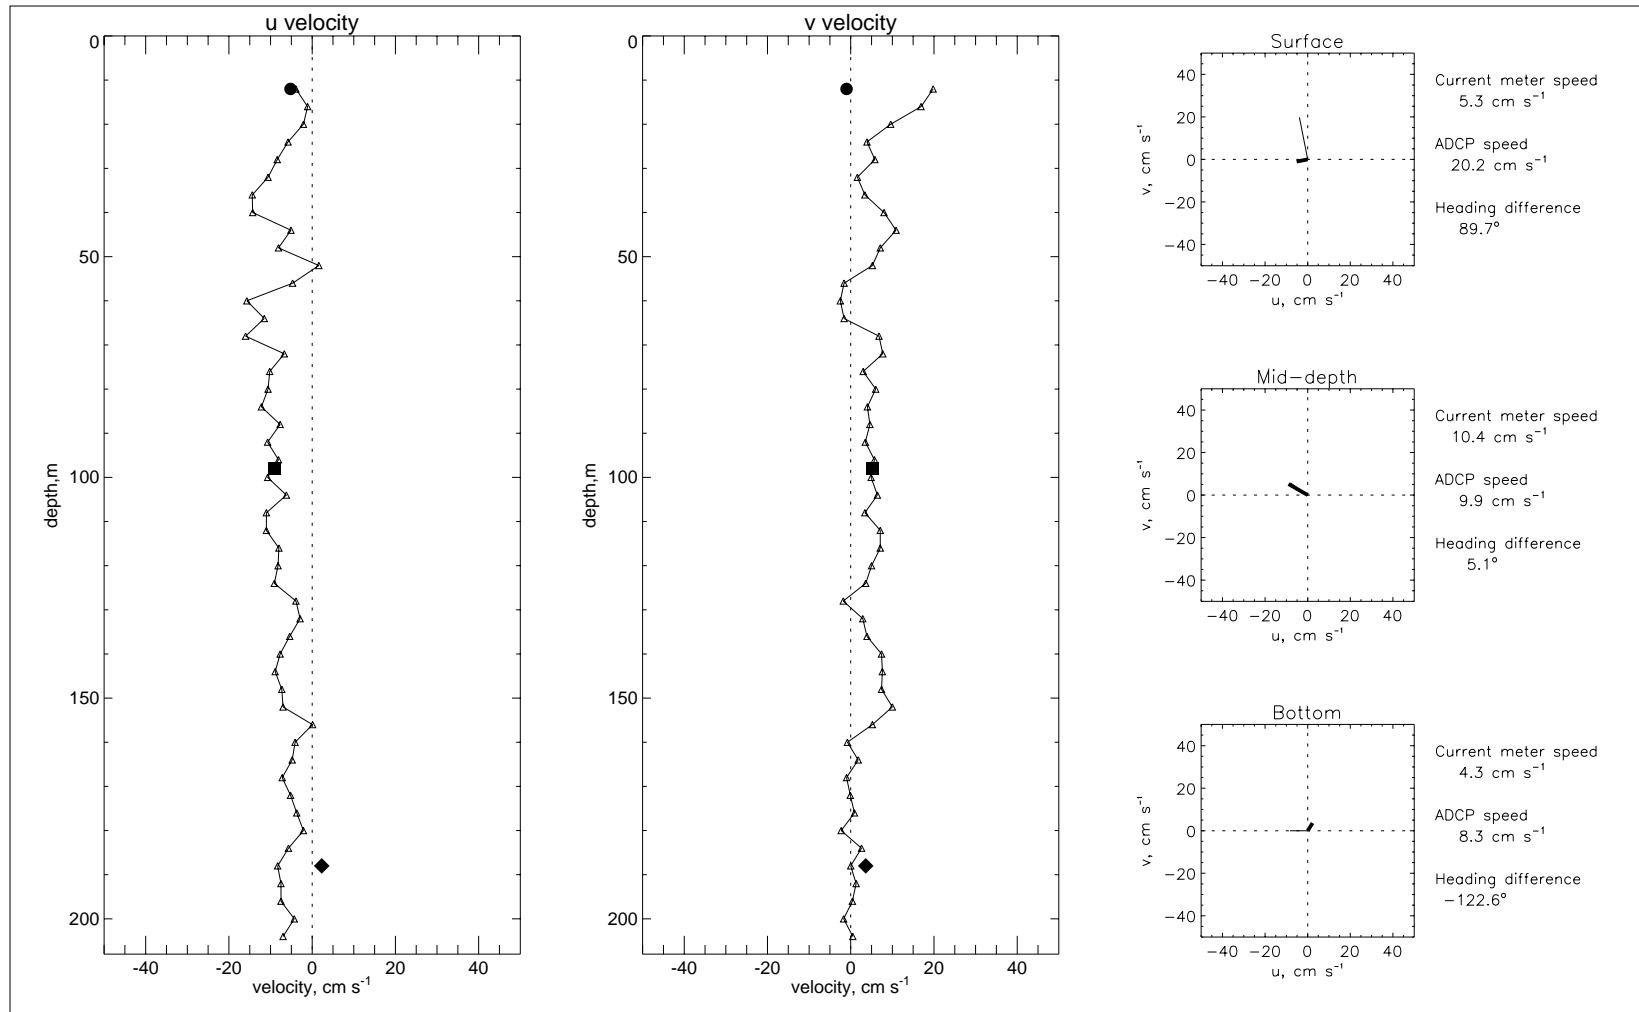 u velocity
0
50
100
150
200
depth,m
-40
-20
0
20
40
velocity, cm s⁻¹
v velocity
0
50
100
150
200
depth,m
-40
-20
0
20
40
velocity, cm s⁻¹
Surface
40
20
0
−20
−40
v, cm s⁻¹
−40 −20 0 20 40
u, cm s⁻¹
Current meter speed
5.3 cm s⁻¹
ADCP speed
20.2 cm s⁻¹
Heading difference
89.7°
Mid−depth
40
20
0
−20
−40
v, cm s⁻¹
−40 −20 0 20 40
u, cm s⁻¹
Current meter speed
10.4 cm s⁻¹
ADCP speed
9.9 cm s⁻¹
Heading difference
5.1°
Bottom
40
20
0
−20
−40
v, cm s⁻¹
−40 −20 0 20 40
u, cm s⁻¹
Current meter speed
4.3 cm s⁻¹
ADCP speed
8.3 cm s⁻¹
Heading difference
−122.6°